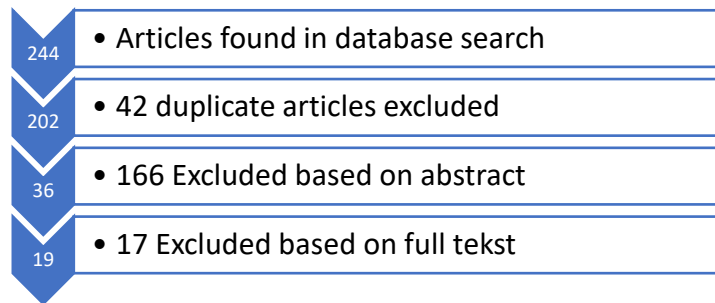 244
• Articles found in database search
202
• 42 duplicate articles excluded
36
• 166 Excluded based on abstract
19
• 17 Excluded based on full tekst